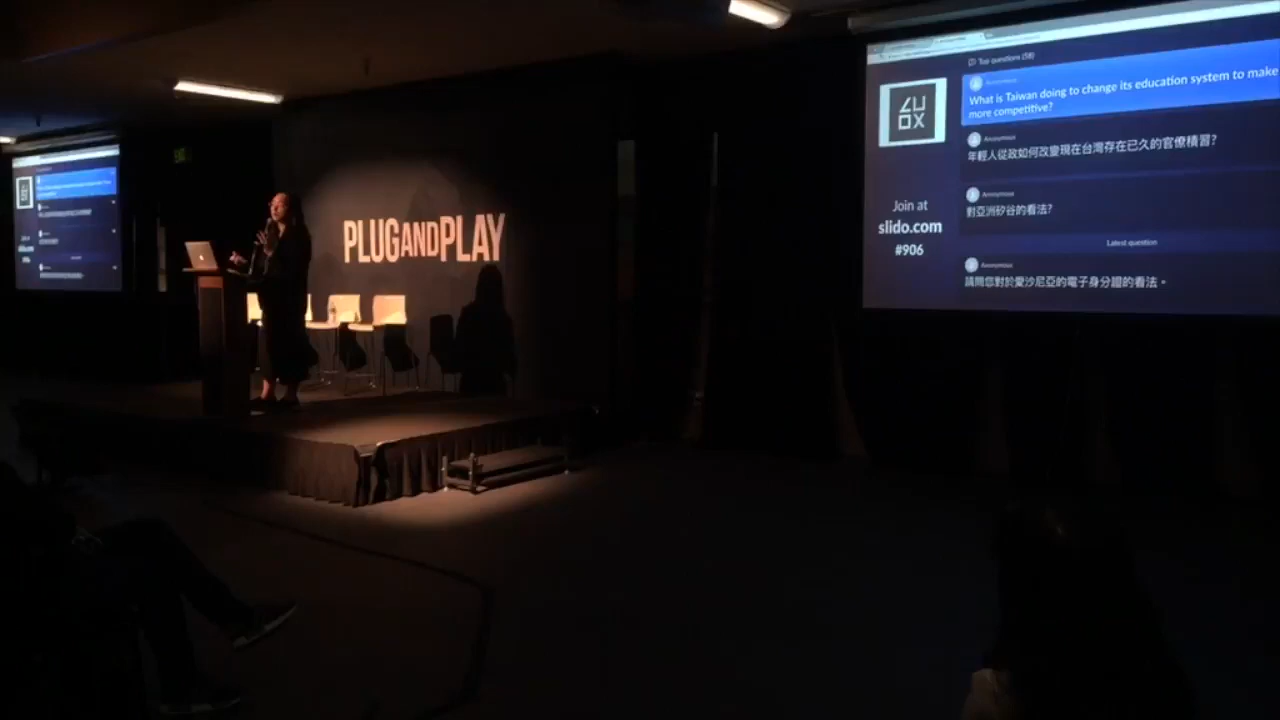 PLUGANDPLAY
Top questions (58)
Anonymous
What is Taiwan doing to change its education system to make
more competitive?
Anonymous
年輕人從政如何改變現在台灣存在已久的官僚積習?
Anonymous
對亞洲矽谷的看法?
Latest question
Anonymous
請問您對於愛沙尼亞的電子身分證的看法。
Join at
slido.com
#906